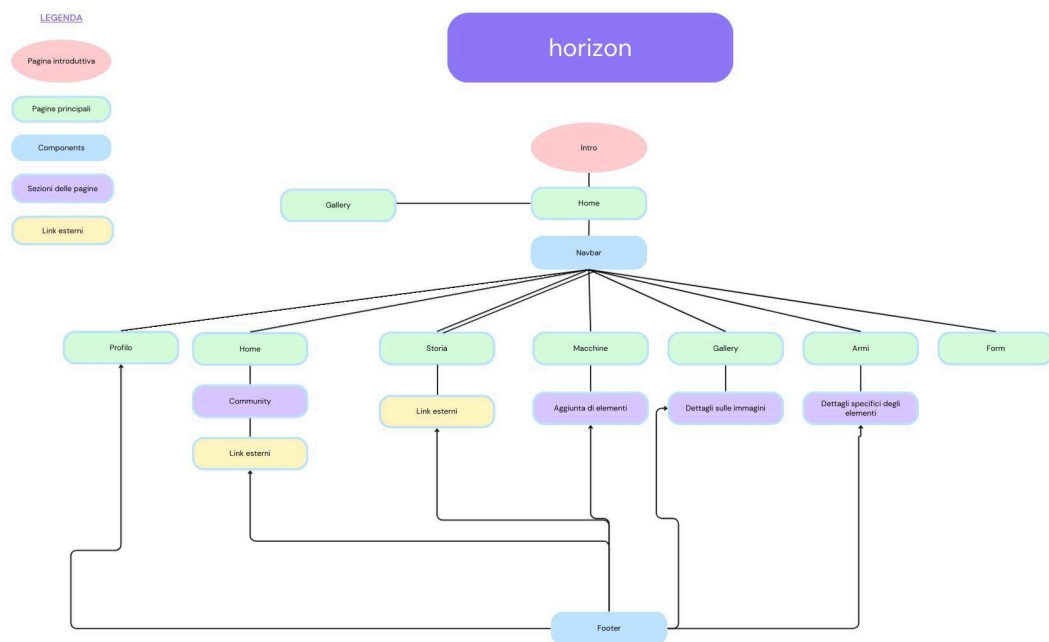 LEGENDA
horizon
Pagina introduttiva
Pagine principali
Components
Sezioni delle pagine
Link esterni
Intro
Gallery
Home
Navbar
Profilo
Home
Storia
Macchine
Gallery
Armi
Form
Community
Link esterni
Aggiunta di elementi
Dettagli sulle immagini
Dettagli specifici degli
elementi
Link esterni
Footer